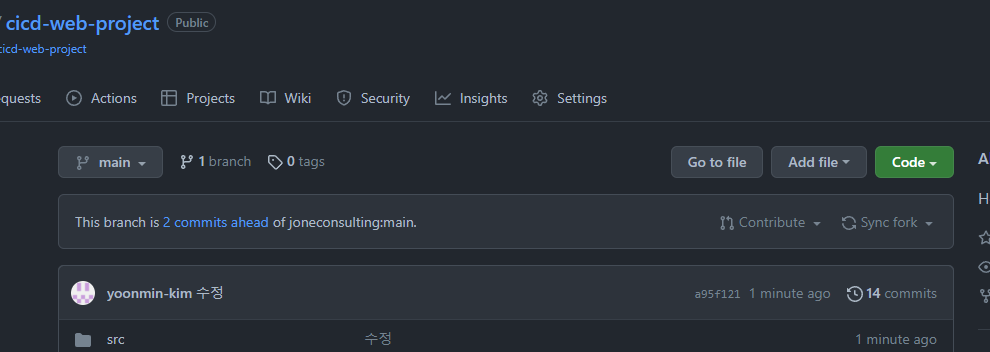 cicd-web-project Public
cicd-web-project
Actions Projects Wiki Security Insights Settings
main 1 branch 0 tags Go to file Add file Code
This branch is 2 commits ahead of joneconsulting:main. Contribute Sync fork
yoonmin-kim 수정 a95f121 1 minute ago 14 commits
src 수정 1 minute ago